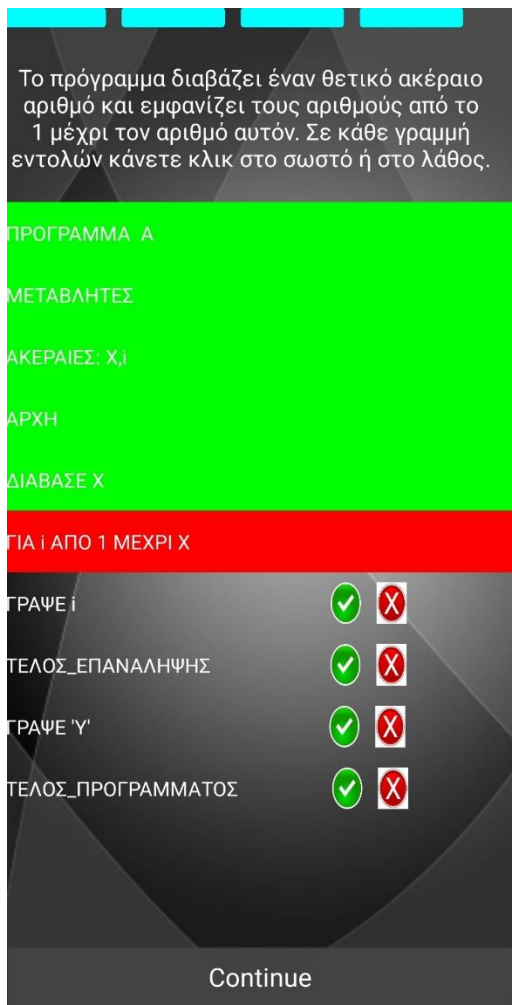 Το πρόγραμμα διαβάζει έναν θετικό ακέραιο
αριθμό και εμφανίζει τους αριθμούς από το
1 μέχρι τον αριθμό αυτόν. Σε κάθε γραμμή
εντολών κάνετε κλικ στο σωστό ή στο λάθος.
ΠΡΟΓΡΑΜΜΑ Α
ΜΕΤΑΒΛΗΤΕΣ
ΑΚΕΡΑΙΕΣ: Χ,i
ΑΡΧΗ
ΔΙΑΒΑΣΕ Χ
ΓΙΑ i ΑΠΟ 1 ΜΕΧΡΙ Χ
ΓΡΑΨΕ i
ΤΕΛΟΣ_ΕΠΑΝΑΛΗΨΗΣ
ΓΡΑΨΕ 'Υ'
ΤΕΛΟΣ_ΠΡΟΓΡΑΜΜΑΤΟΣ
Continue